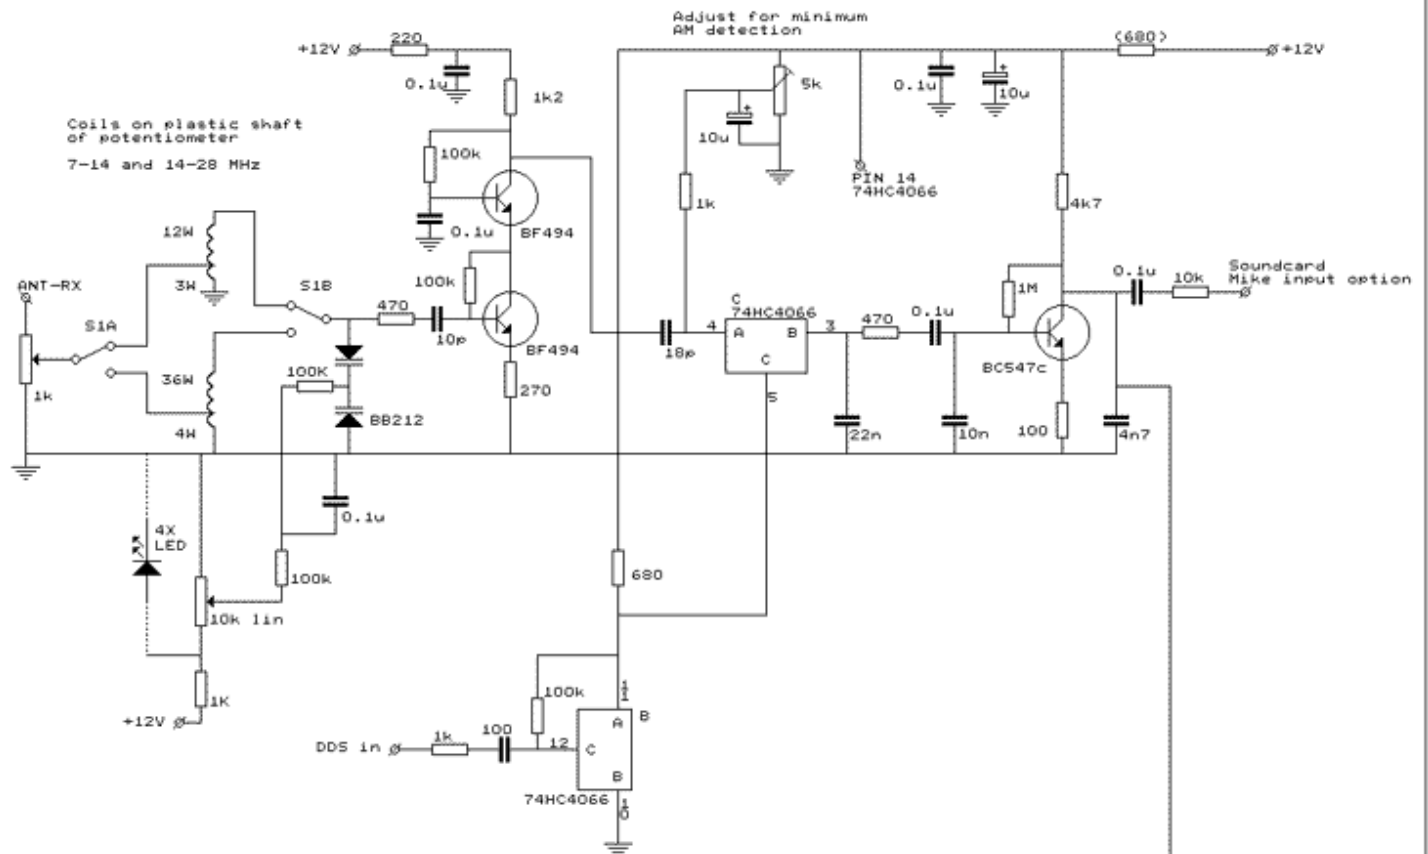 Adjust for minimum
AM detection
+12V
220
0.1u
1k2
Coils on plastic shaft
of potentiometer
7-14 and 14-28 MHz
100k
0.1u
BF494
5k
10u
1k
PIN 14
74HC4066
0.1u
10u
(680)
+12V
4k7
12W
3W
ANT-RX
S1A
S1B
1k
36W
4W
470
10p
100k
BF494
270
100K
BB212
18p
4
C
74HC4066
A
B
C
3
5
470
0.1u
22n
10n
1M
BC547c
100
0.1u
10k
Soundcard
Mike input option
4n7
4X
LED
0.1u
100k
10k lin
1K
+12V
680
100k
11
B
DDS in
1k
100
12
A
C
B
74HC4066
10